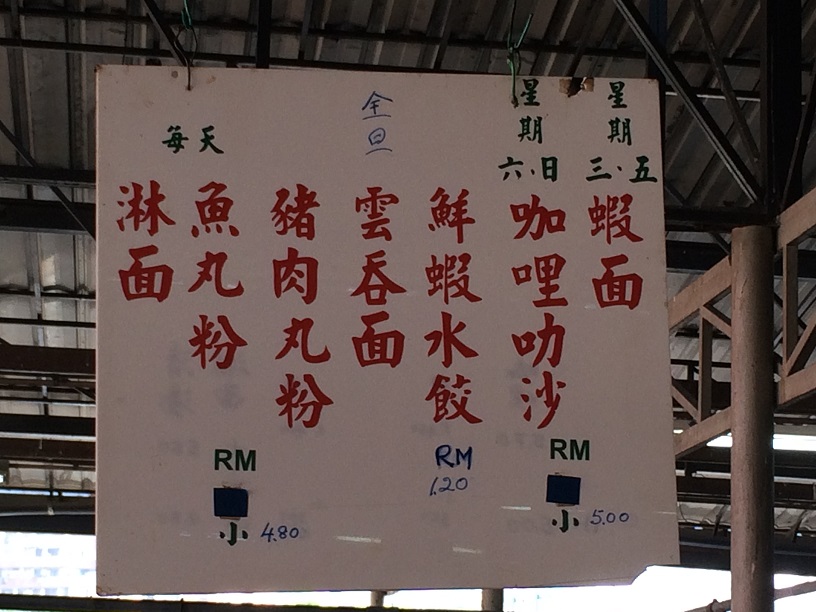 每天
淋面
魚丸粉
豬肉丸粉
全旦
雲吞面
鮮蝦水餃
星期六·日
咖哩叻沙
星期三·五
蝦面
RM
小 4.80
RM
1.20
RM
小 5.00